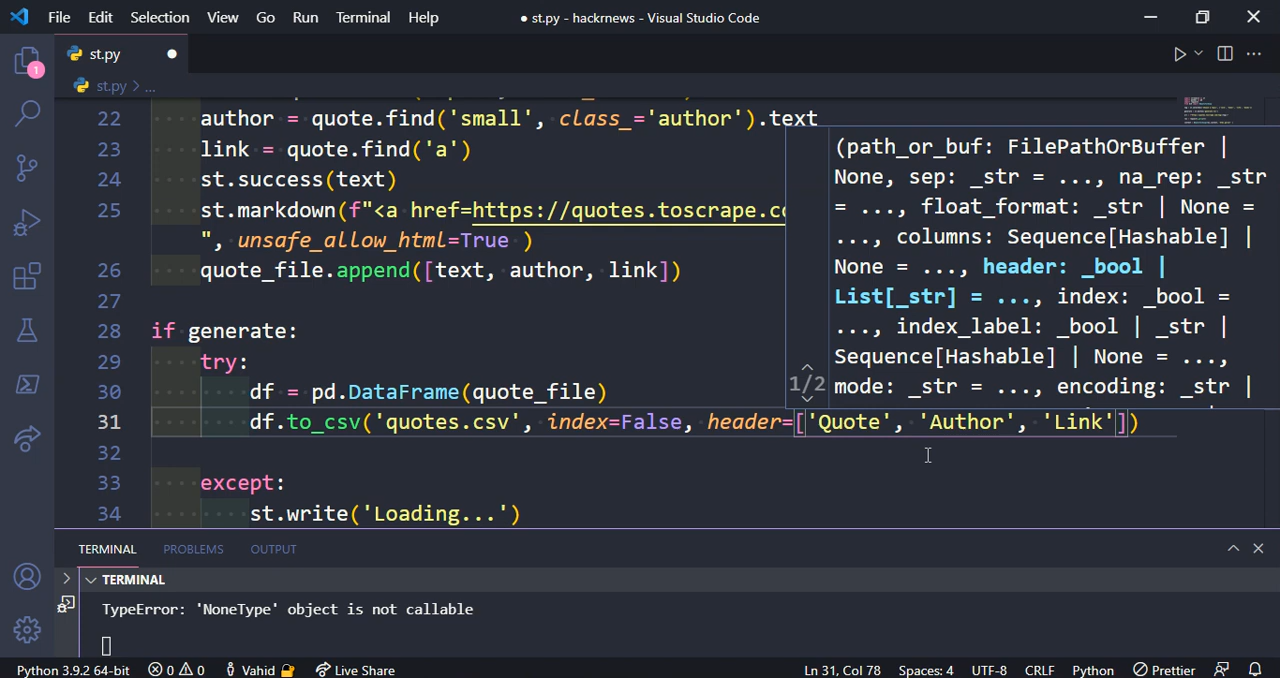 File Edit Selection View Go Run Terminal Help ● st.py - hackrnews - Visual Studio Code
1
st.py ●
st.py > ...
22 author = quote.find('small', class_='author').text
23 link = quote.find('a')
24 st.success(text)
25 st.markdown(f"<a href=https://quotes.toscrape.co
", unsafe_allow_html=True )
26 quote_file.append([text, author, link])
27
28 if generate:
29 try:
30 df = pd.DataFrame(quote_file)
31 df.to_csv('quotes.csv', index=False, header=['Quote', 'Author', 'Link'])
32
33 except:
34 st.write('Loading...')
(path_or_buf: FilePathOrBuffer |
None, sep: _str = ..., na_rep: _str
= ..., float_format: _str | None =
..., columns: Sequence[Hashable] |
None = ..., header: _bool |
List[_str] = ..., index: _bool =
..., index_label: _bool | _str |
Sequence[Hashable] | None = ...,
1/2 mode: _str = ..., encoding: _str |
TERMINAL PROBLEMS OUTPUT
TERMINAL
TypeError: 'NoneType' object is not callable
Python 3.9.2 64-bit 0 0 Vahid Live Share Ln 31, Col 78 Spaces: 4 UTF-8 CRLF Python Prettier